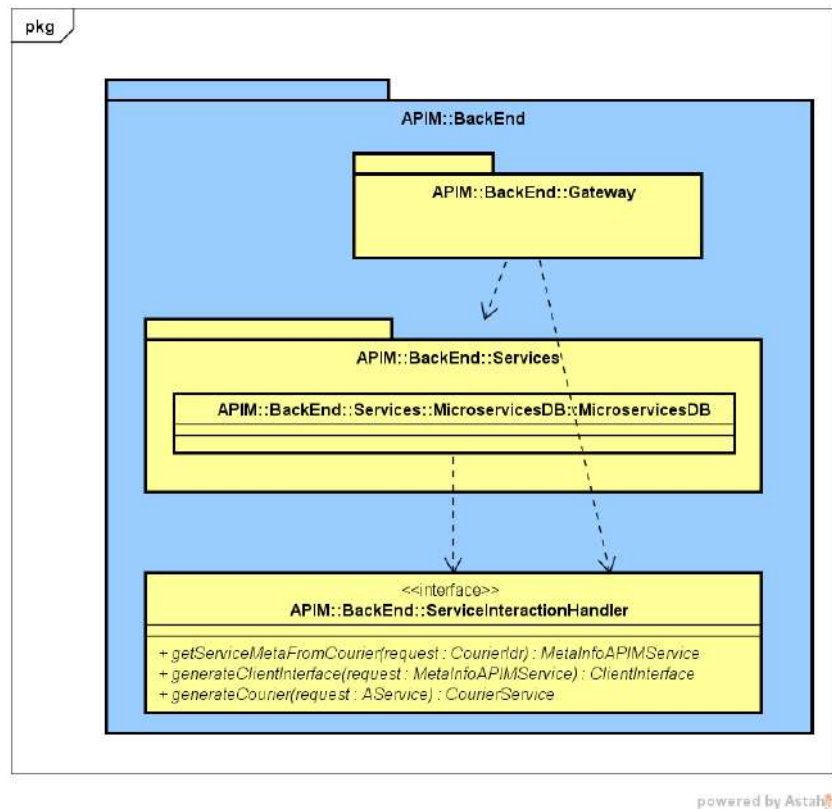 pkg
APIM::BackEnd
APIM::BackEnd::Gateway
APIM::BackEnd::Services
APIM::BackEnd::Services::MicroservicesDB::MicroservicesDB
<<interface>>
APIM::BackEnd::ServiceInteractionHandler
+ getServiceMetaFromCourier(request : CourierIdr) : MetaInfoAPIMService
+ generateClientInterface(request : MetaInfoAPIMService) : ClientInterface
+ generateCourier(request : AService) : CourierService
powered by